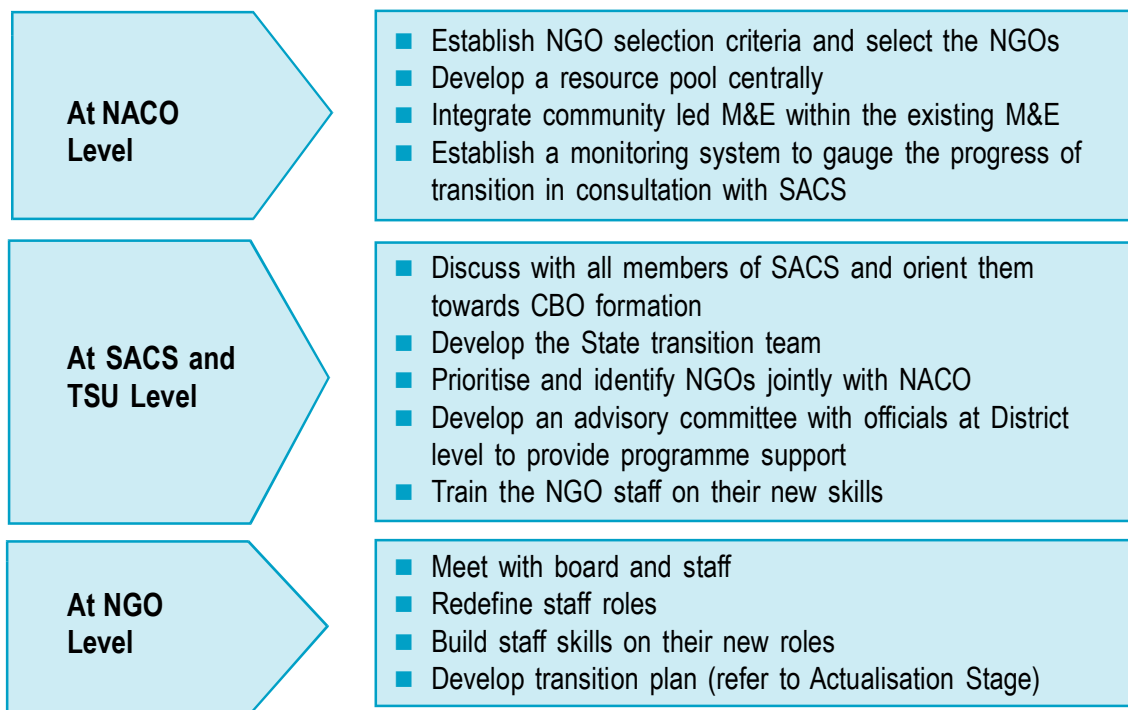 At NACO
Level
■ Establish NGO selection criteria and select the NGOs
■ Develop a resource pool centrally
■ Integrate community led M&E within the existing M&E
■ Establish a monitoring system to gauge the progress of
transition in consultation with SACS
At SACS and
TSU Level
■ Discuss with all members of SACS and orient them
towards CBO formation
■ Develop the State transition team
■ Prioritise and identify NGOs jointly with NACO
■ Develop an advisory committee with officials at District
level to provide programme support
■ Train the NGO staff on their new skills
At NGO
Level
■ Meet with board and staff
■ Redefine staff roles
■ Build staff skills on their new roles
■ Develop transition plan (refer to Actualisation Stage)